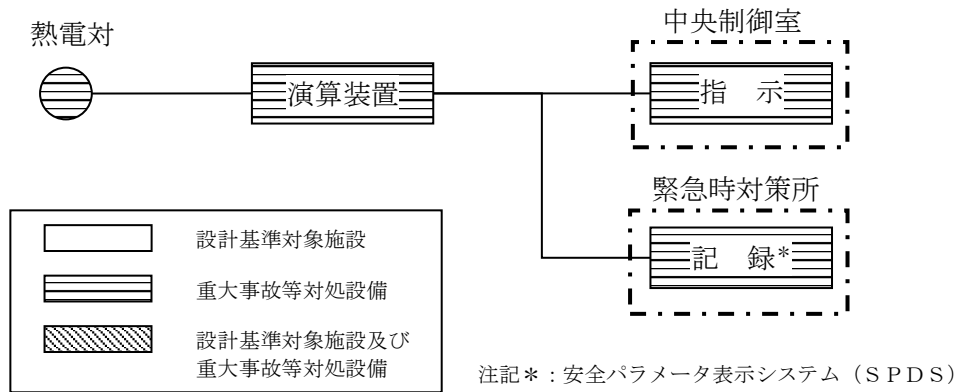 熱電対
中央制御室
演算装置
指　示
緊急時対策所
記　録*
設計基準対象施設
重大事故等対処設備
設計基準対象施設及び
重大事故等対処設備
注記＊：安全パラメータ表示システム（ＳＰＤＳ）